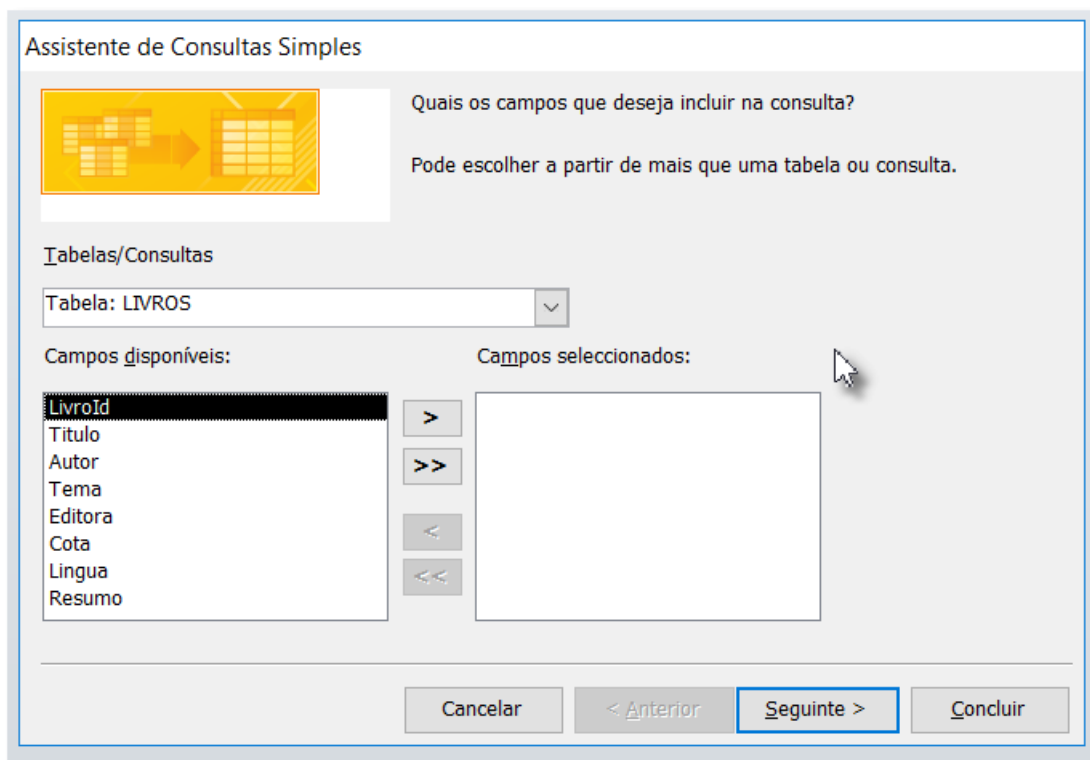 Assistente de Consultas Simples
Quais os campos que deseja incluir na consulta?
Pode escolher a partir de mais que uma tabela ou consulta.
Tabelas/Consultas
Tabela: LIVROS
Campos disponíveis:
Campos seleccionados:
LivroId
Titulo
Autor
Tema
Editora
Cota
Lingua
Resumo
>
>>
<
<<
Cancelar
< Anterior
Seguinte >
Concluir